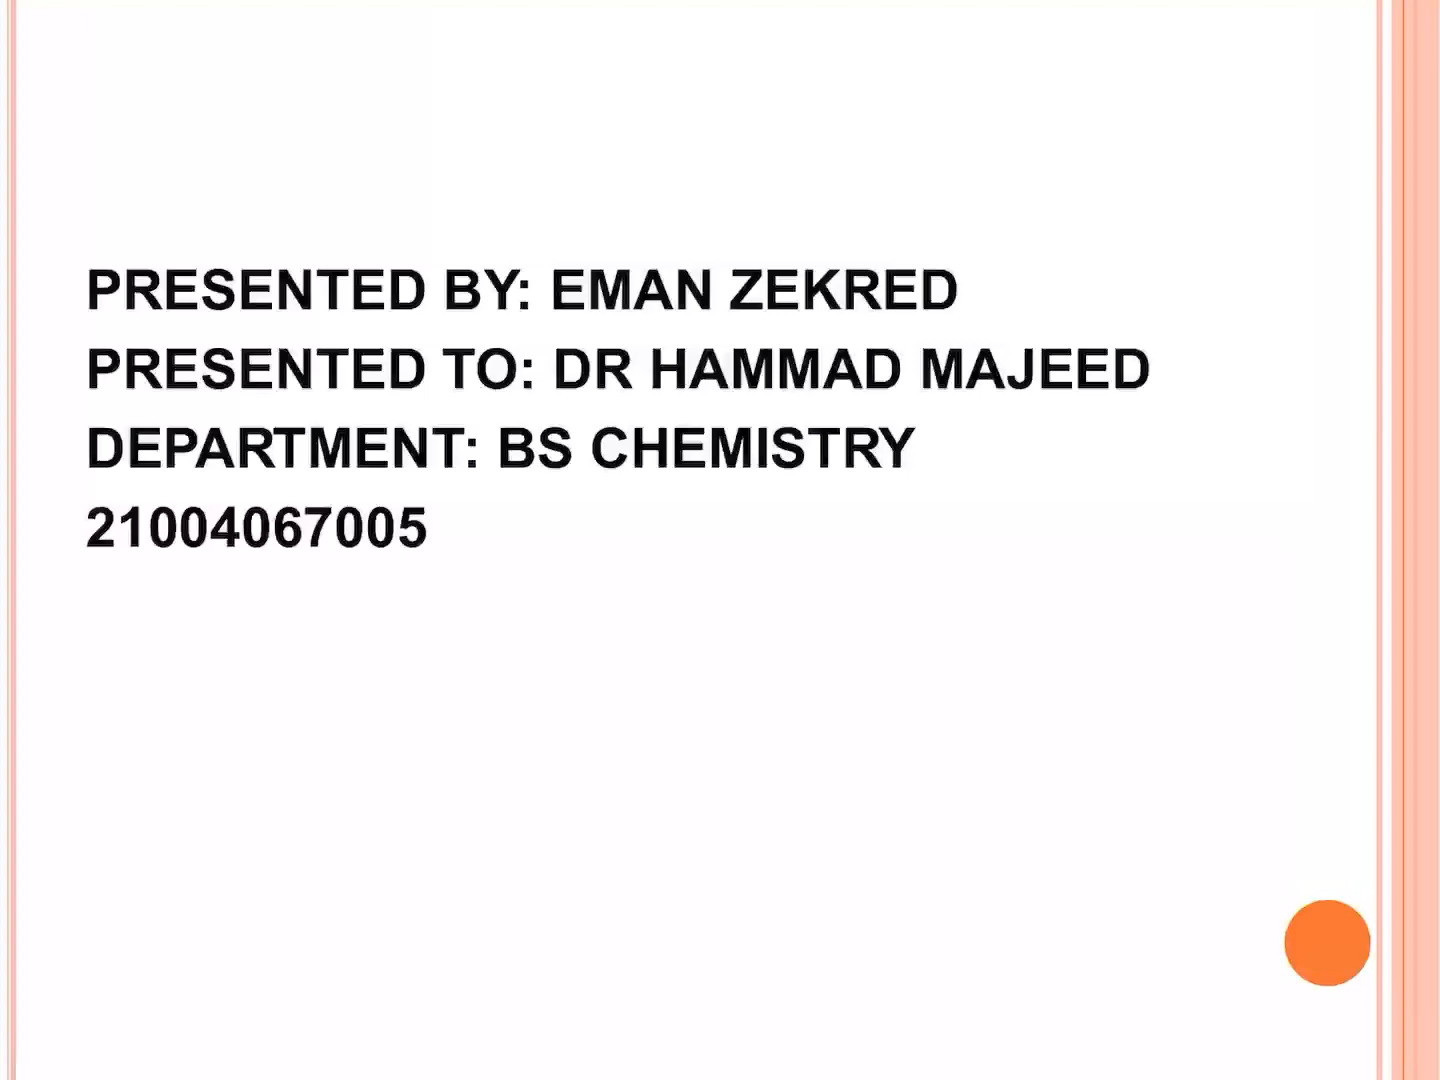 PRESENTED BY: EMAN ZEKRED
PRESENTED TO: DR HAMMAD MAJEED
DEPARTMENT: BS CHEMISTRY
21004067005